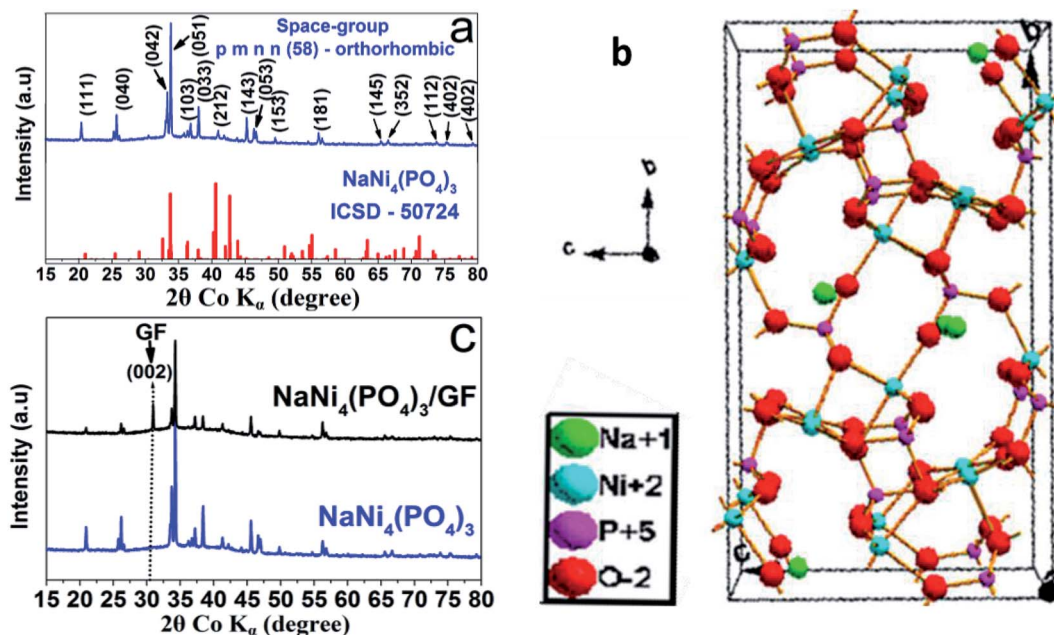 a
Space-group
p m n n (58) - orthorhombic
(111)
(040)
(042)
(051)
(103)
(033)
(212)
(143)
(053)
(153)
(181)
(145)
(352)
(112)
(402)
(402)
NaNi4(PO4)3
ICSD - 50724
Intensity (a.u)
15 20 25 30 35 40 45 50 55 60 65 70 75 80
2θ Co Kα (degree)
C
GF
(002)
NaNi4(PO4)3/GF
NaNi4(PO4)3
Intensity (a.u)
15 20 25 30 35 40 45 50 55 60 65 70 75 80
2θ Co Kα (degree)
b
b
c
Na+1
Ni+2
P+5
O-2
b
c